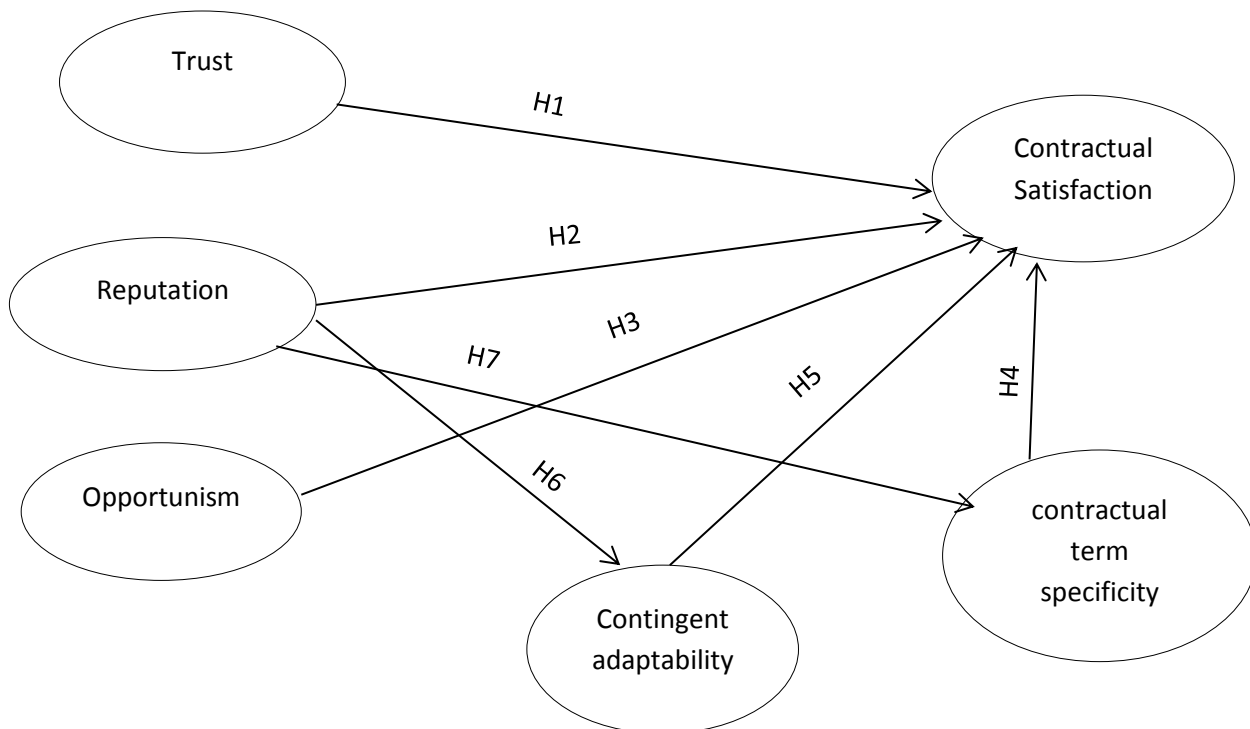 Trust
H1
Contractual
Satisfaction
H2
Reputation
H3
H7
H5
H4
Opportunism
H6
contractual
term
specificity
Contingent
adaptability